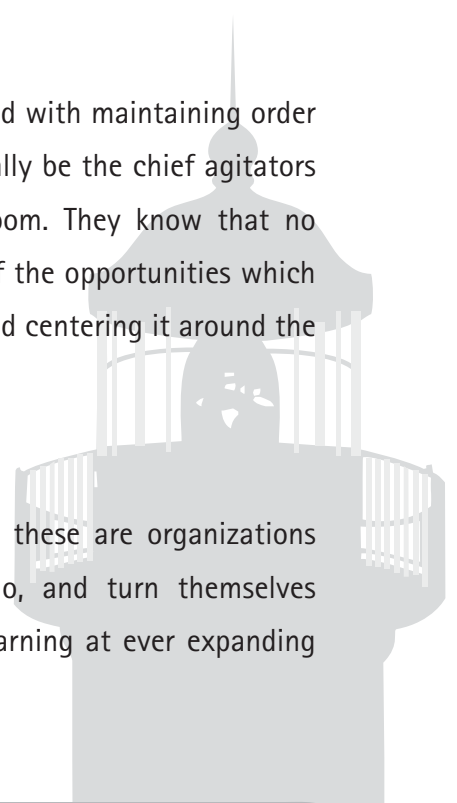 d with maintaining order
ally be the chief agitators
oom. They know that no
f the opportunities which
d centering it around the
these are organizations
o, and turn themselves
arning at ever expanding